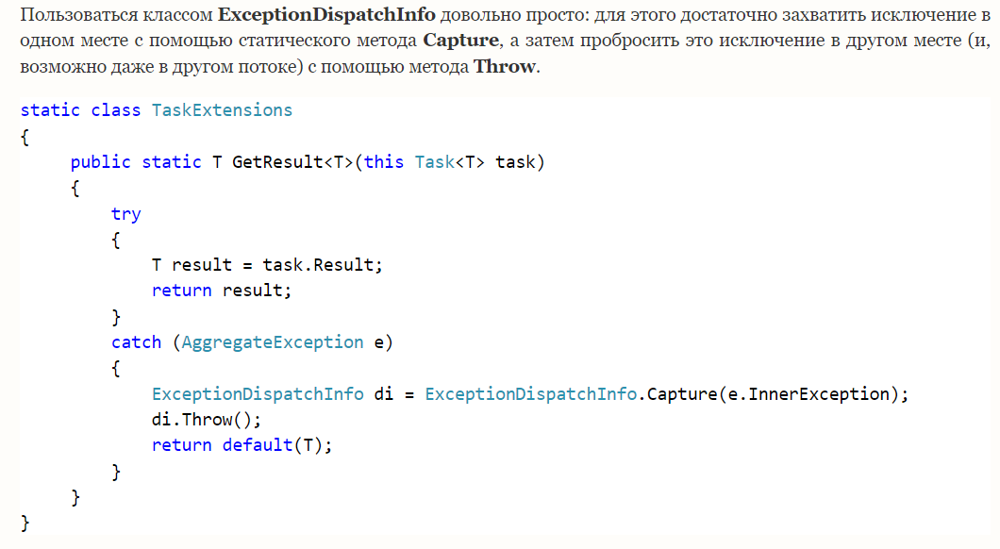 Пользоваться классом ExceptionDispatchInfo довольно просто: для этого достаточно захватить исключение в
одном месте с помощью статического метода Capture, а затем пробросить это исключение в другом месте (и,
возможно даже в другом потоке) с помощью метода Throw.
static class TaskExtensions
{
public static T GetResult<T>(this Task<T> task)
{
try
{
T result = task.Result;
return result;
}
catch (AggregateException e)
{
ExceptionDispatchInfo di = ExceptionDispatchInfo.Capture(e.InnerException);
di.Throw();
return default(T);
}
}
}